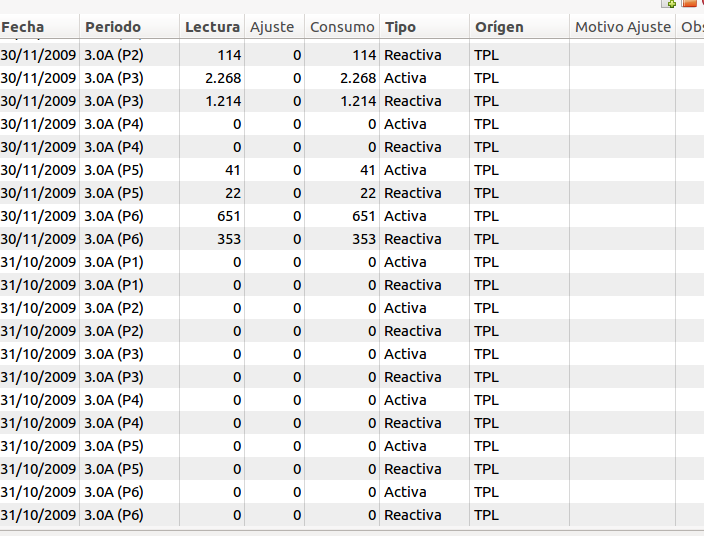 Fecha Periodo Lectura Ajuste Consumo Tipo Orígen Motivo Ajuste Obs
30/11/2009 3.0A (P2) 114 0 114 Reactiva TPL
30/11/2009 3.0A (P3) 2.268 0 2.268 Activa TPL
30/11/2009 3.0A (P3) 1.214 0 1.214 Reactiva TPL
30/11/2009 3.0A (P4) 0 0 0 Activa TPL
30/11/2009 3.0A (P4) 0 0 0 Reactiva TPL
30/11/2009 3.0A (P5) 41 0 41 Activa TPL
30/11/2009 3.0A (P5) 22 0 22 Reactiva TPL
30/11/2009 3.0A (P6) 651 0 651 Activa TPL
30/11/2009 3.0A (P6) 353 0 353 Reactiva TPL
31/10/2009 3.0A (P1) 0 0 0 Activa TPL
31/10/2009 3.0A (P1) 0 0 0 Reactiva TPL
31/10/2009 3.0A (P2) 0 0 0 Activa TPL
31/10/2009 3.0A (P2) 0 0 0 Reactiva TPL
31/10/2009 3.0A (P3) 0 0 0 Activa TPL
31/10/2009 3.0A (P3) 0 0 0 Reactiva TPL
31/10/2009 3.0A (P4) 0 0 0 Activa TPL
31/10/2009 3.0A (P4) 0 0 0 Reactiva TPL
31/10/2009 3.0A (P5) 0 0 0 Activa TPL
31/10/2009 3.0A (P5) 0 0 0 Reactiva TPL
31/10/2009 3.0A (P6) 0 0 0 Activa TPL
31/10/2009 3.0A (P6) 0 0 0 Reactiva TPL